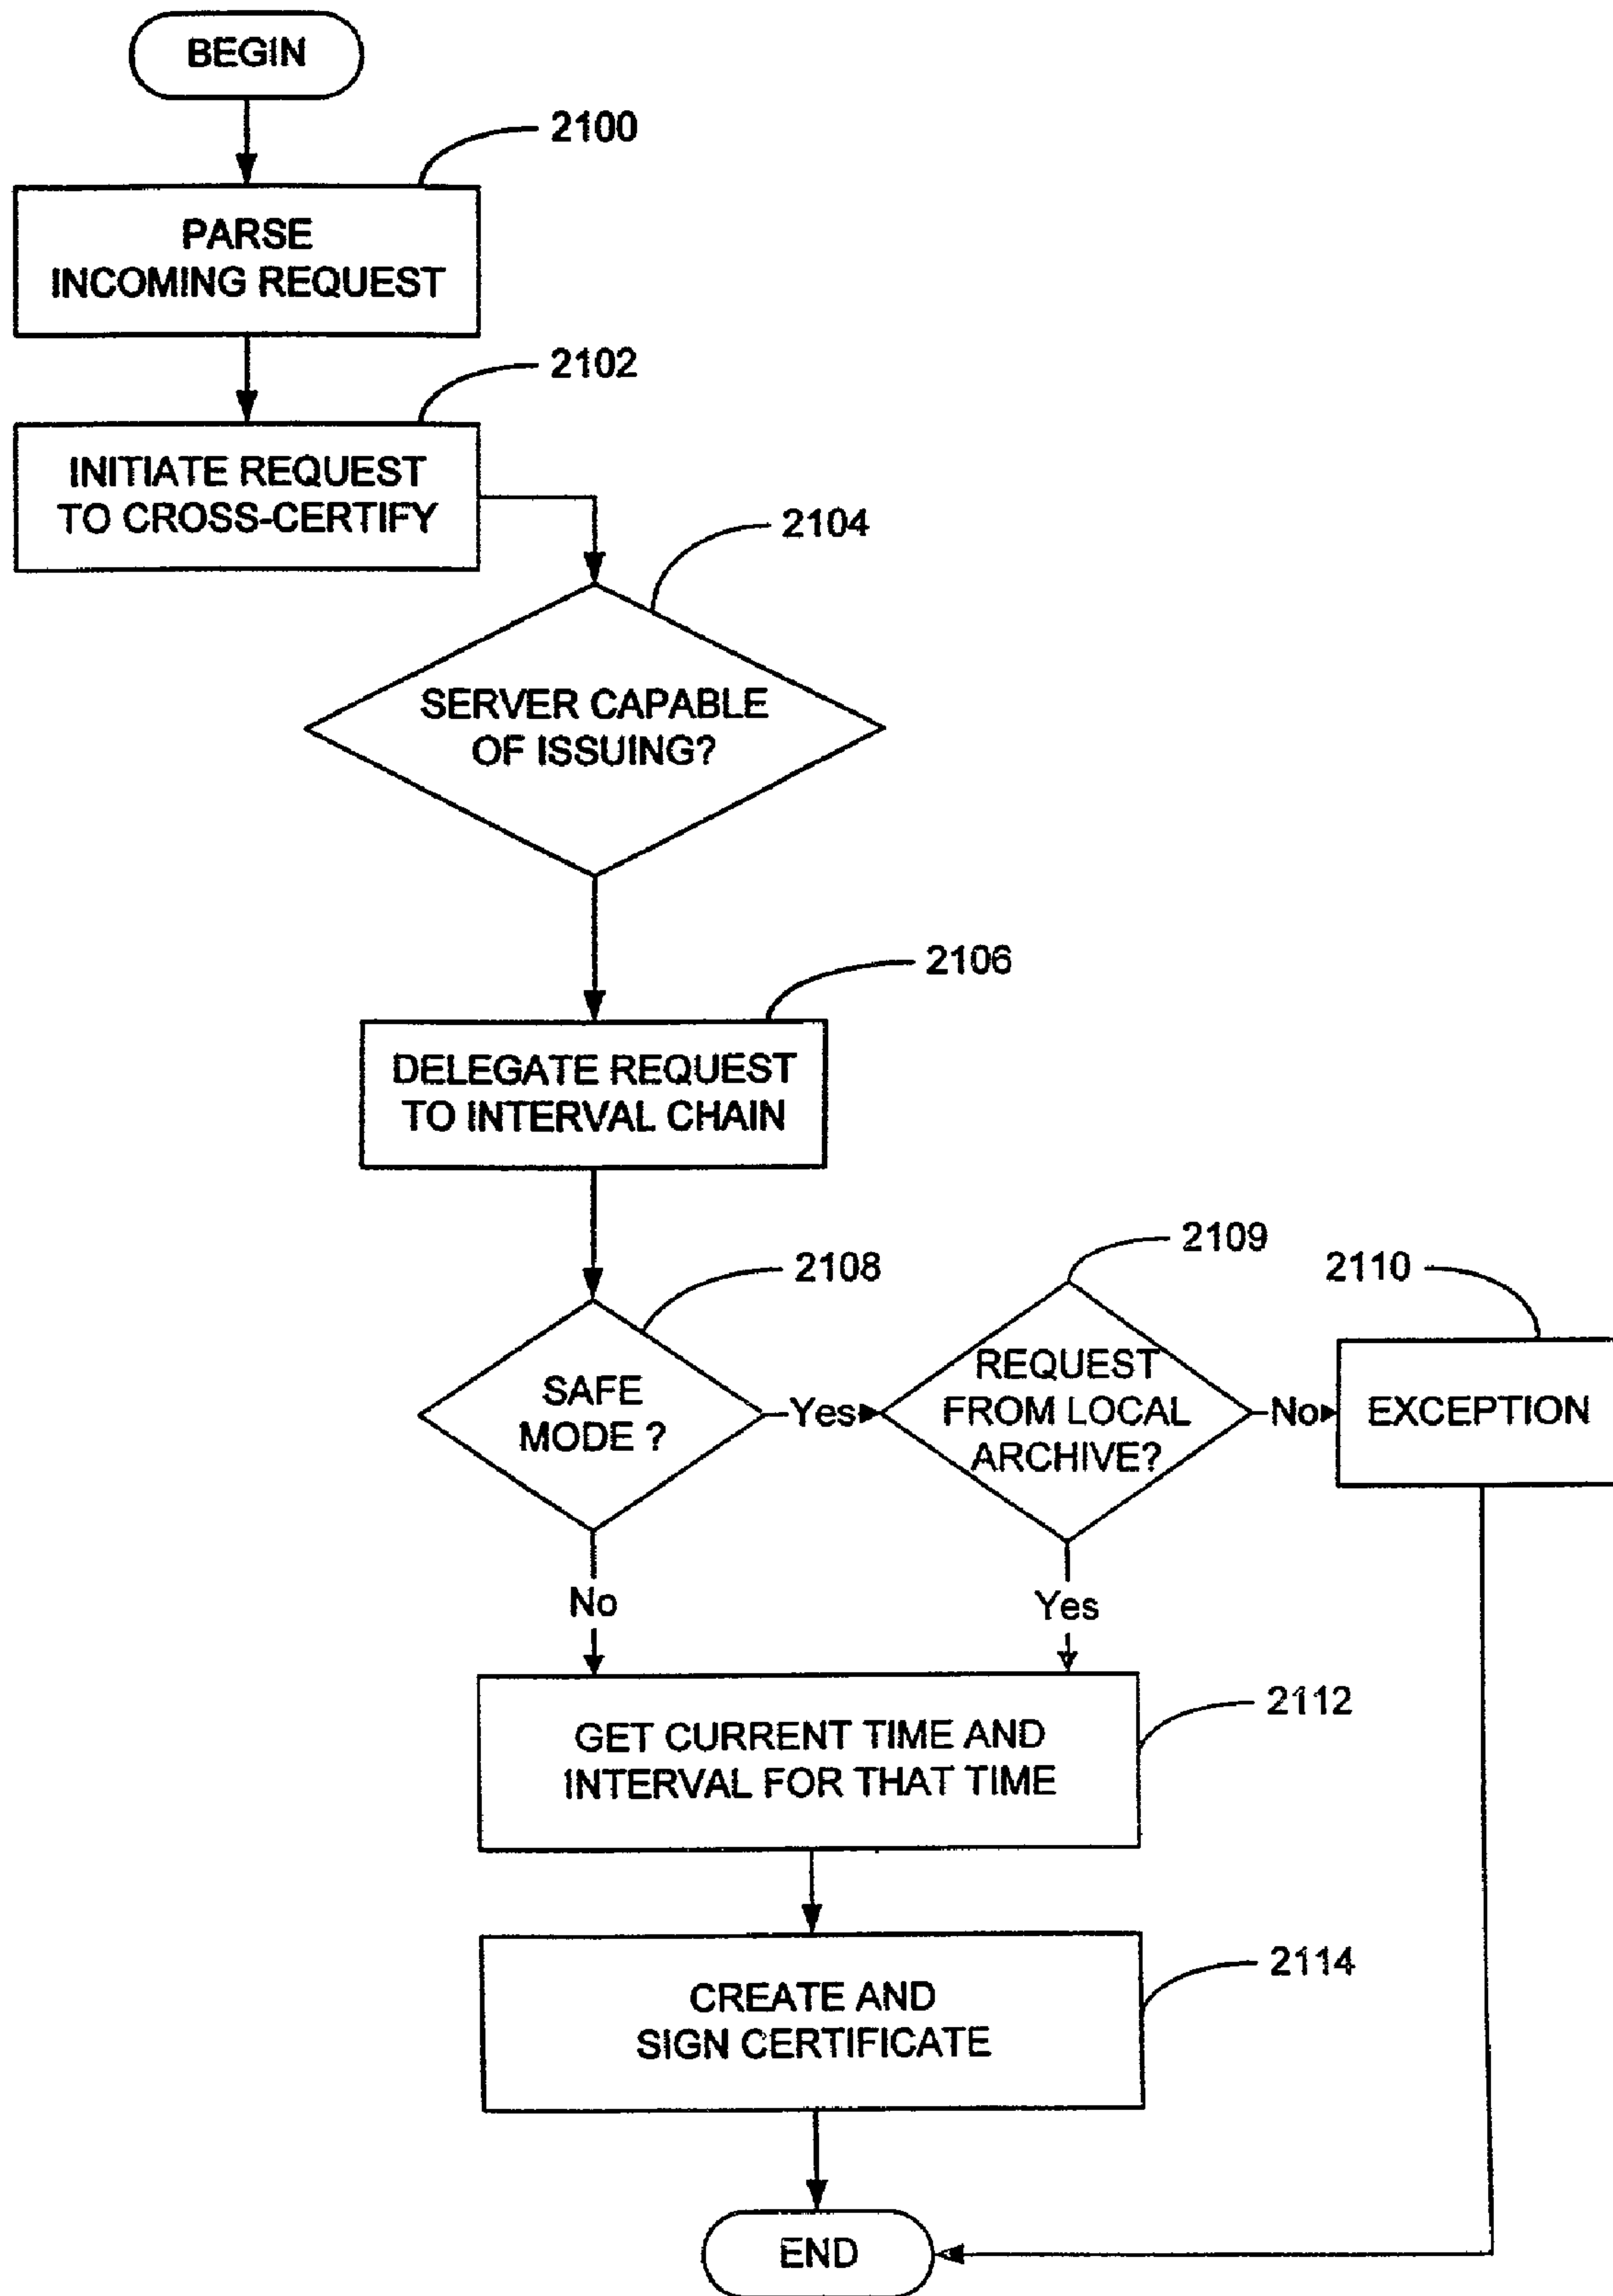 BEGIN
2100
PARSE
INCOMING REQUEST
2102
INITIATE REQUEST
TO CROSS-CERTIFY
2104
SERVER CAPABLE
OF ISSUING?
2106
DELEGATE REQUEST
TO INTERVAL CHAIN
2108
SAFE
MODE ?
Yes
2109
REQUEST
FROM LOCAL
ARCHIVE?
No
2110
EXCEPTION
No
Yes
2112
GET CURRENT TIME AND
INTERVAL FOR THAT TIME
2114
CREATE AND
SIGN CERTIFICATE
END